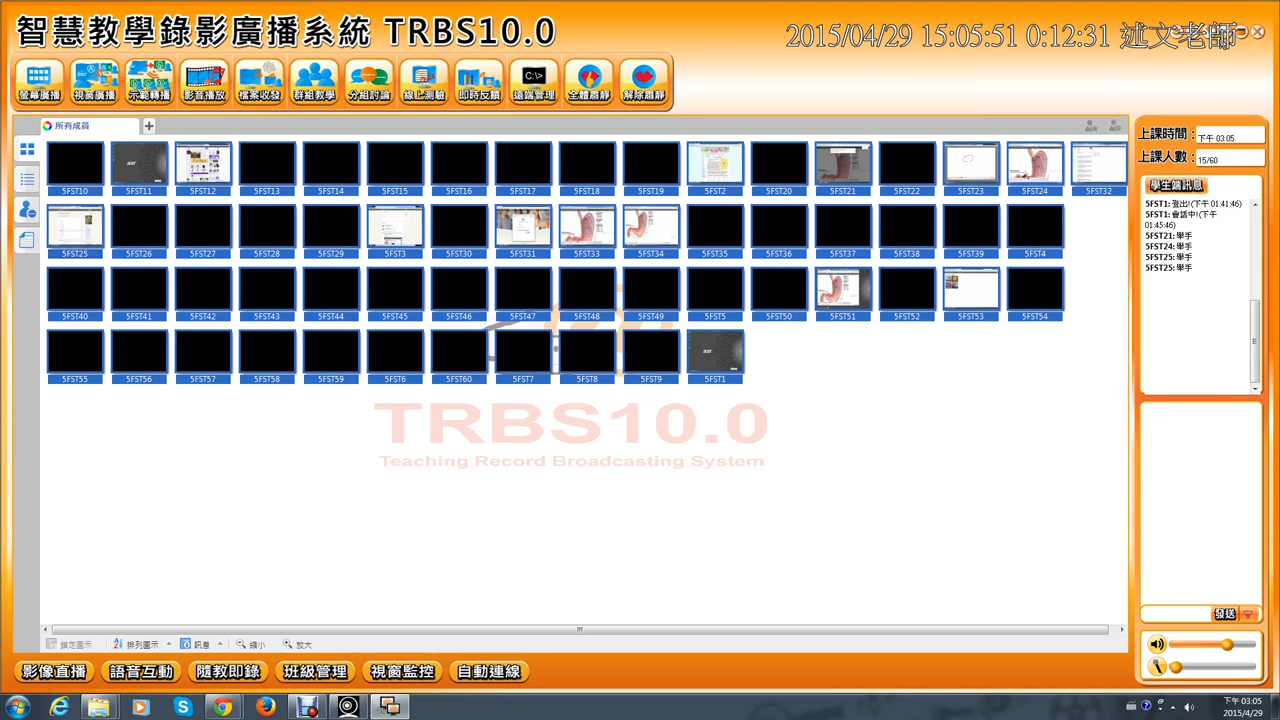 智慧教學錄影廣播系統 TRBS10.0
2015/04/29 15:05:51 0:12:31 述文老師
螢幕廣播 視窗廣播 示範轉播 影音播放 檔案收發 群組教學 分組討論 線上測驗 即時反饋 遠端管理 全體肅靜 解除肅靜
C:\>
所有成員
上課時間： 下午 03:05
上課人數： 15/60
5FST10 5FST11 5FST12 5FST13 5FST14 5FST15 5FST16 5FST17 5FST18 5FST19 5FST2 5FST20 5FST21 5FST22 5FST23 5FST24 5FST32
5FST25 5FST26 5FST27 5FST28 5FST29 5FST3 5FST30 5FST31 5FST33 5FST34 5FST35 5FST36 5FST37 5FST38 5FST39 5FST4
5FST40 5FST41 5FST42 5FST43 5FST44 5FST45 5FST46 5FST47 5FST48 5FST49 5FST5 5FST50 5FST51 5FST52 5FST53 5FST54
5FST55 5FST56 5FST57 5FST58 5FST59 5FST6 5FST60 5FST7 5FST8 5FST9 5FST1
學生端訊息
5FST1: 登出!(下午 01:41:46)
5FST1: 會話中!(下午
01:45:46)
5FST21: 舉手
5FST24: 舉手
5FST25: 舉手
5FST25: 舉手
TRBS10.0
Teaching Record Broadcasting System
發送
鎖定圖示 排列圖示 訊息 縮小 放大
影像直播 語音互動 隨教即錄 班級管理 視窗監控 自動連線
下午 03:05
2015/4/29